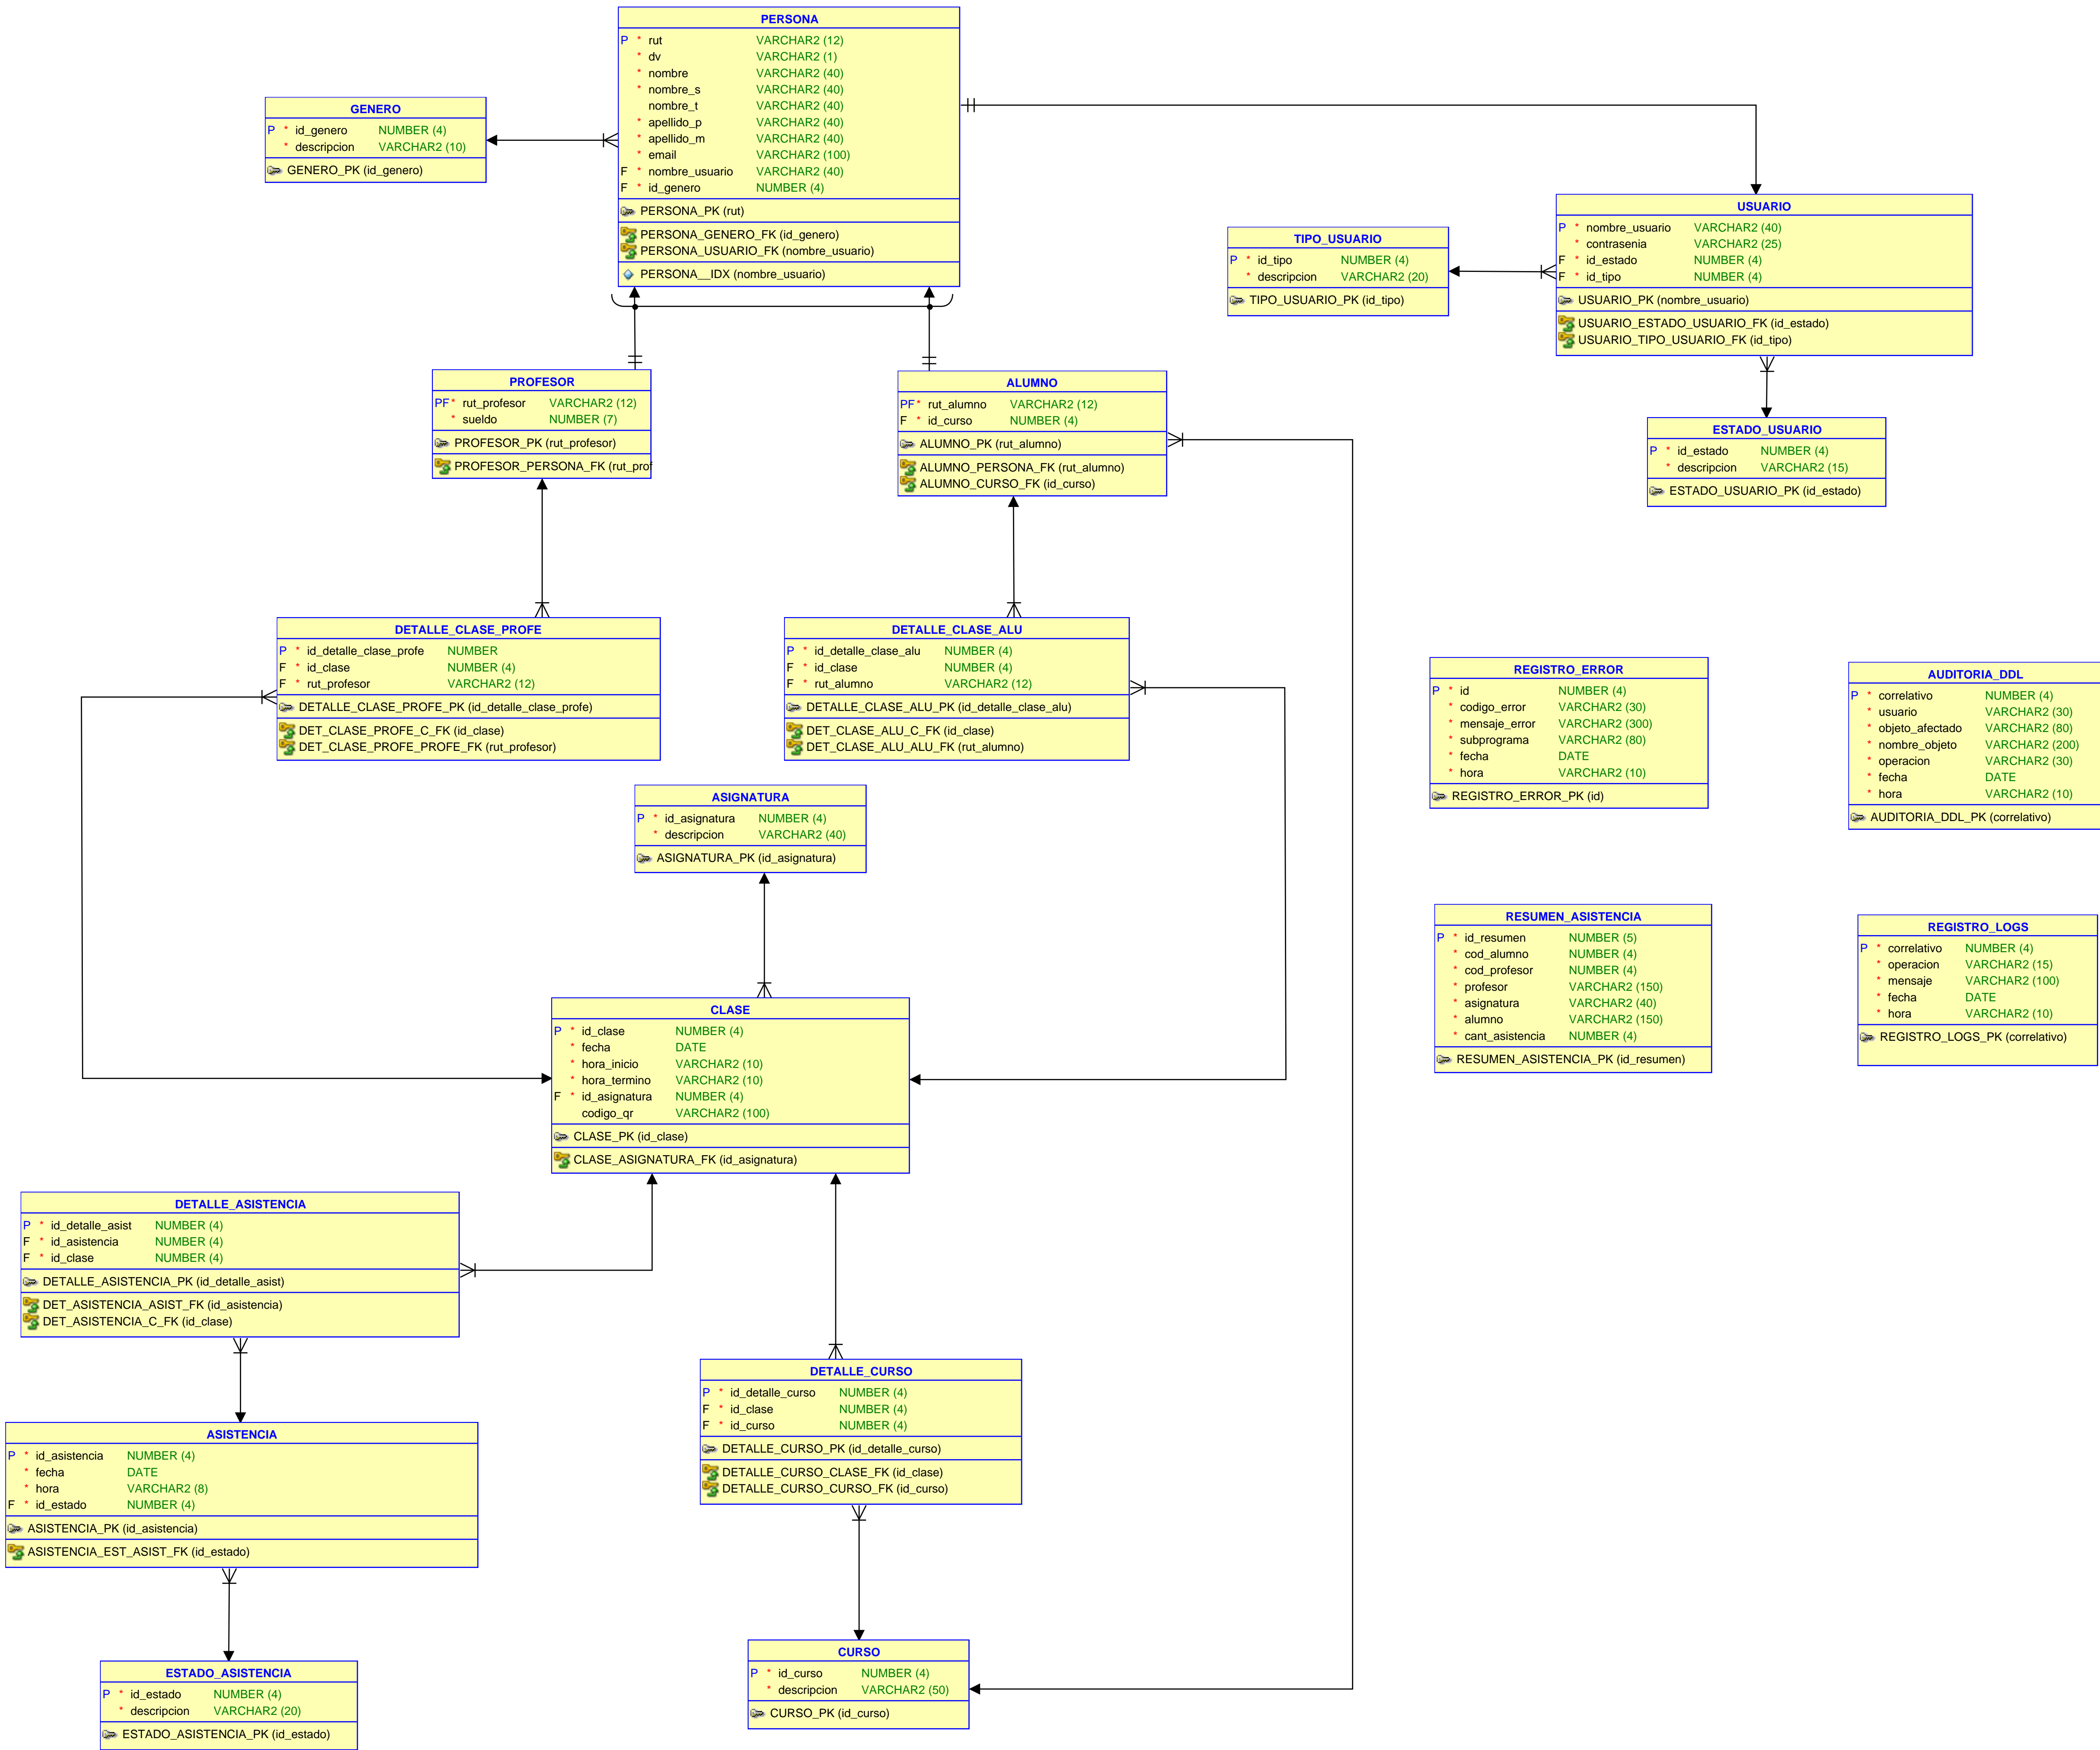 PERSONA
P * rut VARCHAR2 (12)
* dv VARCHAR2 (1)
* nombre VARCHAR2 (40)
* nombre_s VARCHAR2 (40)
nombre_t VARCHAR2 (40)
* apellido_p VARCHAR2 (40)
* apellido_m VARCHAR2 (40)
* email VARCHAR2 (100)
F * nombre_usuario VARCHAR2 (40)
F * id_genero NUMBER (4)
PERSONA_PK (rut)
PERSONA_GENERO_FK (id_genero)
PERSONA_USUARIO_FK (nombre_usuario)
PERSONA__IDX (nombre_usuario)
GENERO
P * id_genero NUMBER (4)
* descripcion VARCHAR2 (10)
GENERO_PK (id_genero)
TIPO_USUARIO
P * id_tipo NUMBER (4)
* descripcion VARCHAR2 (20)
TIPO_USUARIO_PK (id_tipo)
USUARIO
P * nombre_usuario VARCHAR2 (40)
* contrasenia VARCHAR2 (25)
F * id_estado NUMBER (4)
F * id_tipo NUMBER (4)
USUARIO_PK (nombre_usuario)
USUARIO_ESTADO_USUARIO_FK (id_estado)
USUARIO_TIPO_USUARIO_FK (id_tipo)
PROFESOR
PF * rut_profesor VARCHAR2 (12)
* sueldo NUMBER (7)
PROFESOR_PK (rut_profesor)
PROFESOR_PERSONA_FK (rut_prof
ALUMNO
PF * rut_alumno VARCHAR2 (12)
F * id_curso NUMBER (4)
ALUMNO_PK (rut_alumno)
ALUMNO_PERSONA_FK (rut_alumno)
ALUMNO_CURSO_FK (id_curso)
ESTADO_USUARIO
P * id_estado NUMBER (4)
* descripcion VARCHAR2 (15)
ESTADO_USUARIO_PK (id_estado)
DETALLE_CLASE_PROFE
P * id_detalle_clase_profe NUMBER
F * id_clase NUMBER (4)
F * rut_profesor VARCHAR2 (12)
DETALLE_CLASE_PROFE_PK (id_detalle_clase_profe)
DET_CLASE_PROFE_C_FK (id_clase)
DET_CLASE_PROFE_PROFE_FK (rut_profesor)
DETALLE_CLASE_ALU
P * id_detalle_clase_alu NUMBER (4)
F * id_clase NUMBER (4)
F * rut_alumno VARCHAR2 (12)
DETALLE_CLASE_ALU_PK (id_detalle_clase_alu)
DET_CLASE_ALU_C_FK (id_clase)
DET_CLASE_ALU_ALU_FK (rut_alumno)
REGISTRO_ERROR
P * id NUMBER (4)
* codigo_error VARCHAR2 (30)
* mensaje_error VARCHAR2 (300)
* subprograma VARCHAR2 (80)
* fecha DATE
* hora VARCHAR2 (10)
REGISTRO_ERROR_PK (id)
AUDITORIA_DDL
P * correlativo NUMBER (4)
* usuario VARCHAR2 (30)
* objeto_afectado VARCHAR2 (80)
* nombre_objeto VARCHAR2 (200)
* operacion VARCHAR2 (30)
* fecha DATE
* hora VARCHAR2 (10)
AUDITORIA_DDL_PK (correlativo)
ASIGNATURA
P * id_asignatura NUMBER (4)
* descripcion VARCHAR2 (40)
ASIGNATURA_PK (id_asignatura)
RESUMEN_ASISTENCIA
P * id_resumen NUMBER (5)
* cod_alumno NUMBER (4)
* cod_profesor NUMBER (4)
* profesor VARCHAR2 (150)
* asignatura VARCHAR2 (40)
* alumno VARCHAR2 (150)
* cant_asistencia NUMBER (4)
RESUMEN_ASISTENCIA_PK (id_resumen)
REGISTRO_LOGS
P * correlativo NUMBER (4)
* operacion VARCHAR2 (15)
* mensaje VARCHAR2 (100)
* fecha DATE
* hora VARCHAR2 (10)
REGISTRO_LOGS_PK (correlativo)
CLASE
P * id_clase NUMBER (4)
* fecha DATE
* hora_inicio VARCHAR2 (10)
* hora_termino VARCHAR2 (10)
F * id_asignatura NUMBER (4)
codigo_qr VARCHAR2 (100)
CLASE_PK (id_clase)
CLASE_ASIGNATURA_FK (id_asignatura)
DETALLE_ASISTENCIA
P * id_detalle_asist NUMBER (4)
F * id_asistencia NUMBER (4)
F * id_clase NUMBER (4)
DETALLE_ASISTENCIA_PK (id_detalle_asist)
DET_ASISTENCIA_ASIST_FK (id_asistencia)
DET_ASISTENCIA_C_FK (id_clase)
DETALLE_CURSO
P * id_detalle_curso NUMBER (4)
F * id_clase NUMBER (4)
F * id_curso NUMBER (4)
DETALLE_CURSO_PK (id_detalle_curso)
DETALLE_CURSO_CLASE_FK (id_clase)
DETALLE_CURSO_CURSO_FK (id_curso)
ASISTENCIA
P * id_asistencia NUMBER (4)
* fecha DATE
* hora VARCHAR2 (8)
F * id_estado NUMBER (4)
ASISTENCIA_PK (id_asistencia)
ASISTENCIA_EST_ASIST_FK (id_estado)
CURSO
P * id_curso NUMBER (4)
* descripcion VARCHAR2 (50)
CURSO_PK (id_curso)
ESTADO_ASISTENCIA
P * id_estado NUMBER (4)
* descripcion VARCHAR2 (20)
ESTADO_ASISTENCIA_PK (id_estado)